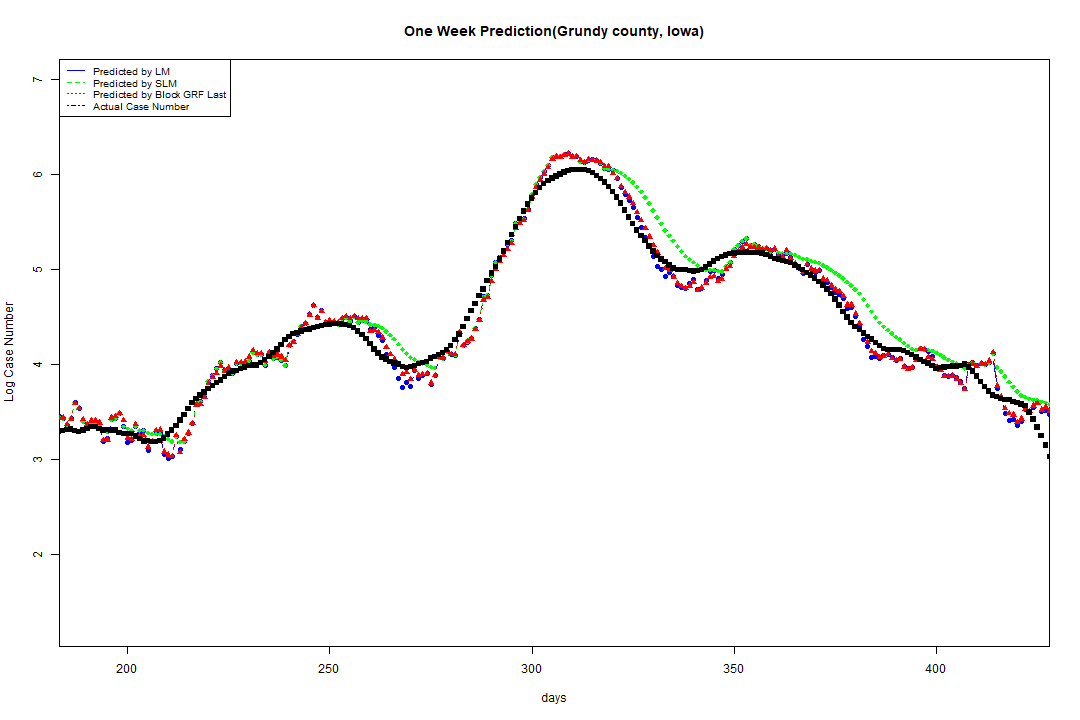 One Week Prediction(Grundy county, Iowa)
Predicted by LM
Predicted by SLM
Predicted by Block GRF Last
Actual Case Number
7
6
5
4
3
2
Log Case Number
200 250 300 350 400
days